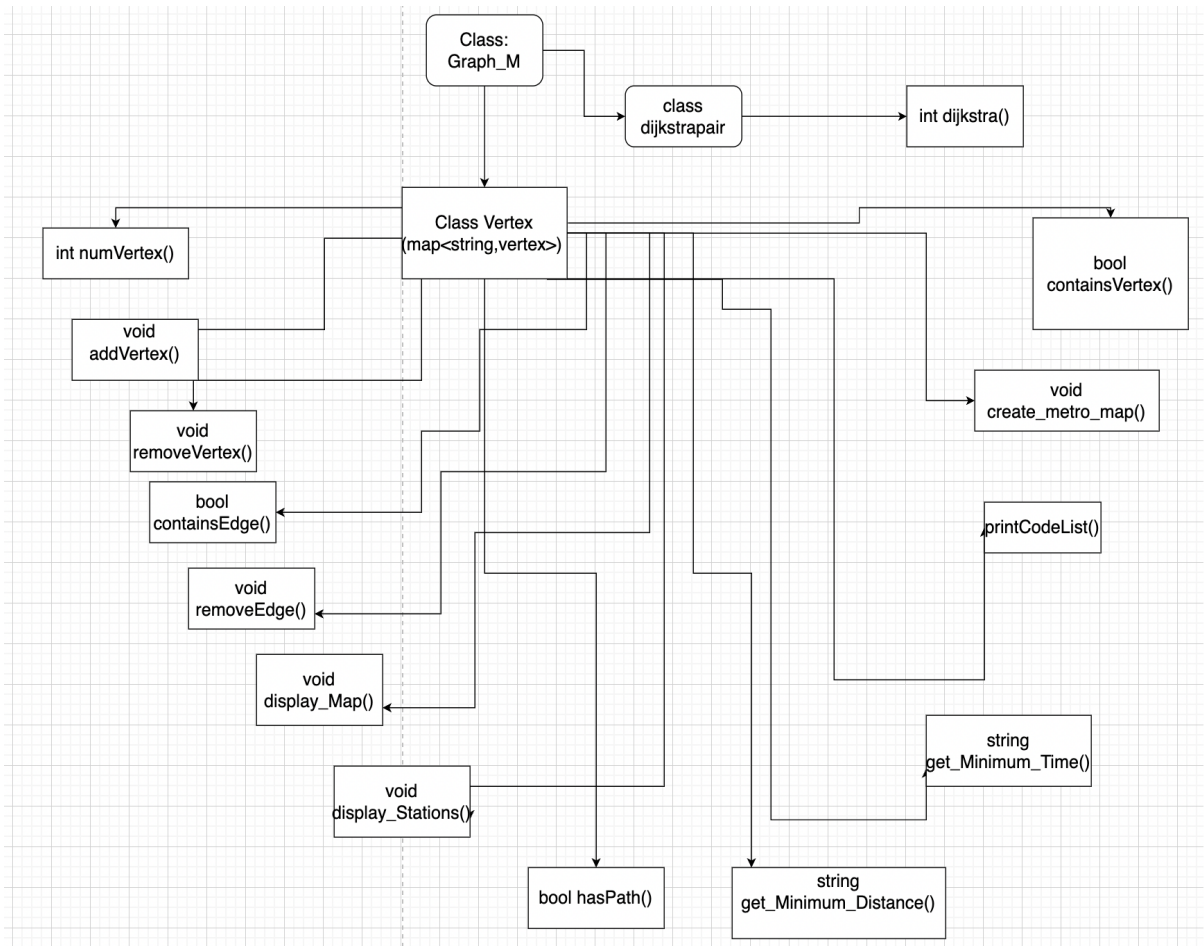 Class:
Graph_M
class
dijkstrapair
int dijkstra()
Class Vertex
(map<string,vertex>)
int numVertex()
bool
containsVertex()
void
addVertex()
void
create_metro_map()
void
removeVertex()
bool
containsEdge()
printCodeList()
void
removeEdge()
void
display_Map()
string
get_Minimum_Time()
void
display_Stations()
bool hasPath()
string
get_Minimum_Distance()